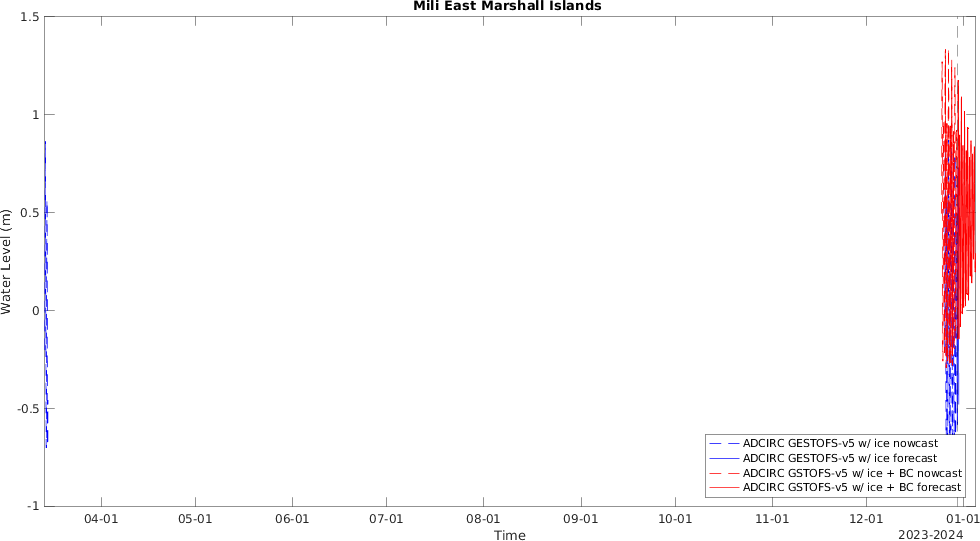 Mili East Marshall Islands
1.5
1
0.5
0
-0.5
-1
Water Level (m)
04-01 05-01 06-01 07-01 08-01 09-01 10-01 11-01 12-01 01-01
Time
2023-2024
ADCIRC GESTOFS-v5 w/ ice nowcast
ADCIRC GESTOFS-v5 w/ ice forecast
ADCIRC GSTOFS-v5 w/ ice + BC nowcast
ADCIRC GSTOFS-v5 w/ ice + BC forecast